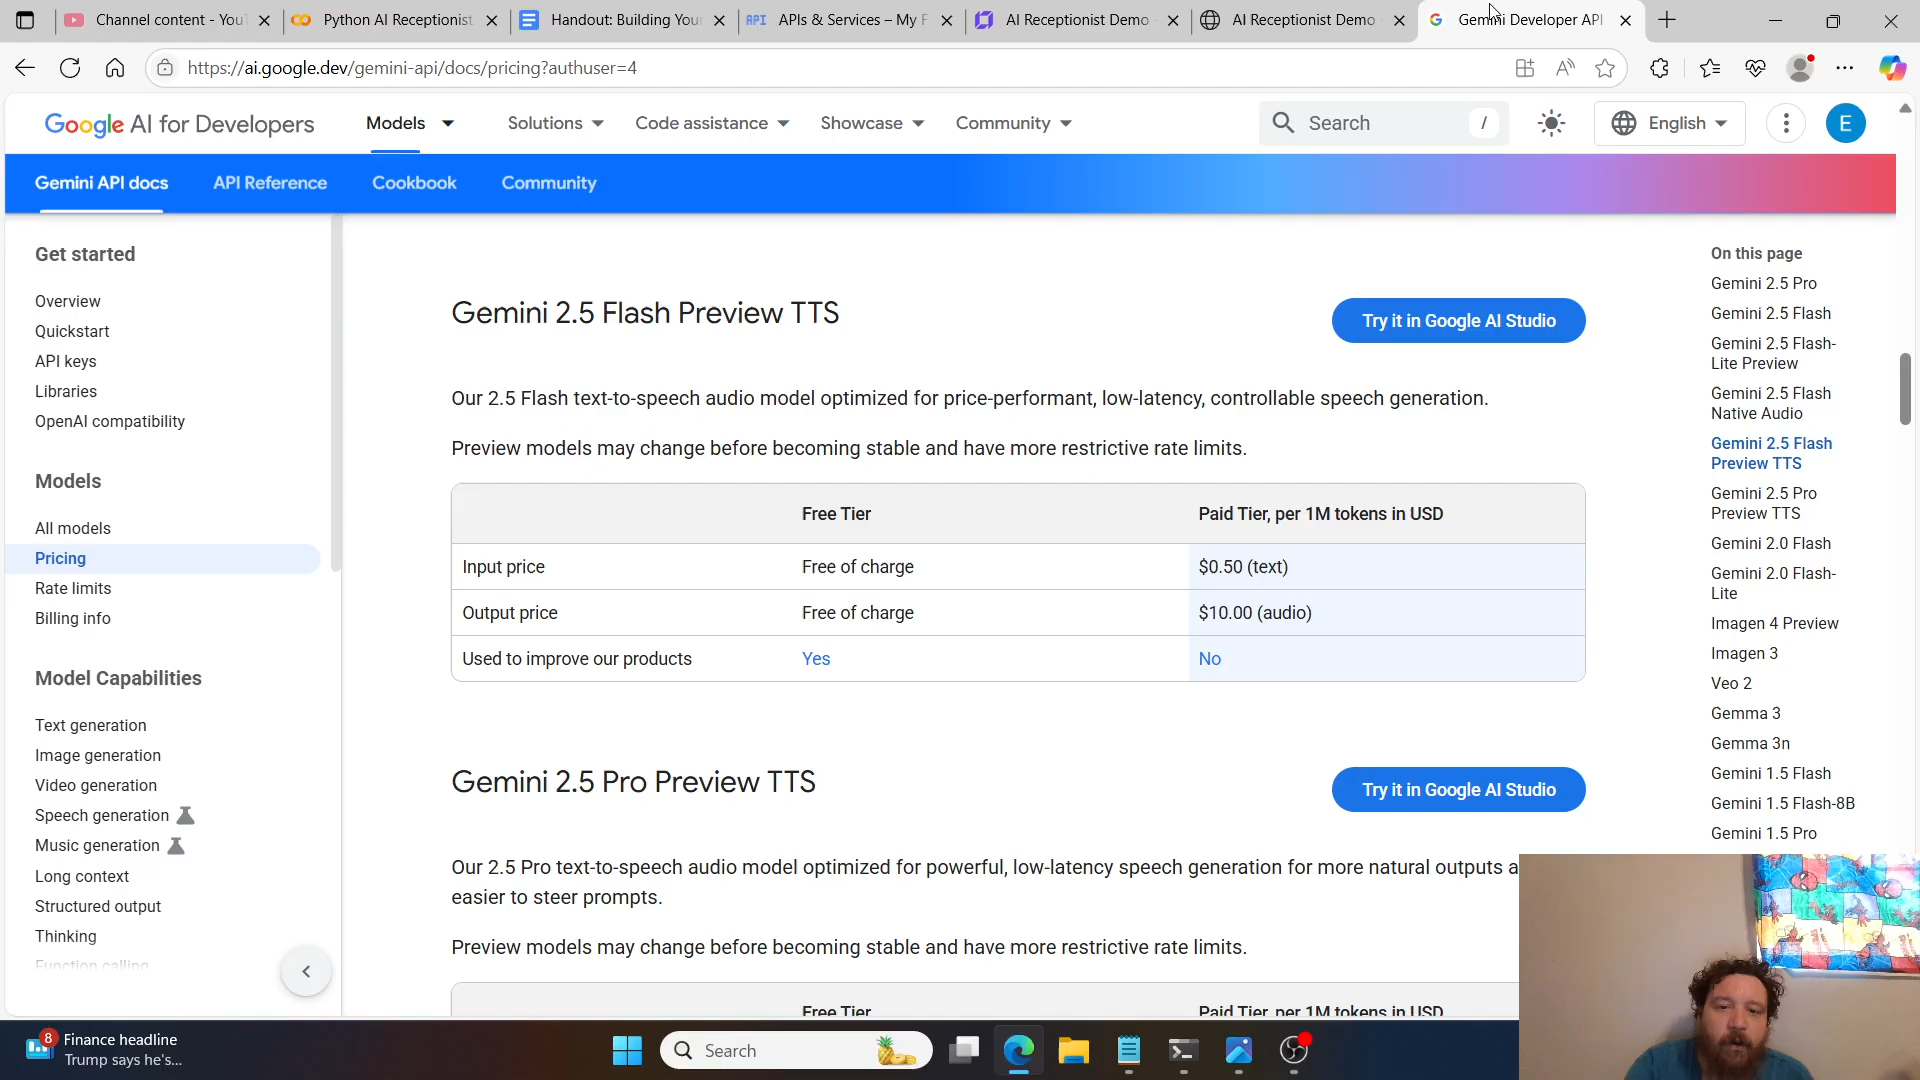 Channel content - You
Python AI Receptionist
Handout: Building Your
API APIs & Services – My F
AI Receptionist Demo
AI Receptionist Demo
Gemini Developer API
https://ai.google.dev/gemini-api/docs/pricing?authuser=4
Google AI for Developers
Models
Solutions
Code assistance
Showcase
Community
Search /
English
E
Gemini API docs
API Reference
Cookbook
Community
Get started
Overview
Quickstart
API keys
Libraries
OpenAI compatibility
Models
All models
Pricing
Rate limits
Billing info
Model Capabilities
Text generation
Image generation
Video generation
Speech generation
Music generation
Long context
Structured output
Thinking
Function calling
Gemini 2.5 Flash Preview TTS
Try it in Google AI Studio
Our 2.5 Flash text-to-speech audio model optimized for price-performant, low-latency, controllable speech generation.
Preview models may change before becoming stable and have more restrictive rate limits.
Free Tier Paid Tier, per 1M tokens in USD
Input price Free of charge $0.50 (text)
Output price Free of charge $10.00 (audio)
Used to improve our products Yes No
Gemini 2.5 Pro Preview TTS
Try it in Google AI Studio
Our 2.5 Pro text-to-speech audio model optimized for powerful, low-latency speech generation for more natural outputs a
easier to steer prompts.
Preview models may change before becoming stable and have more restrictive rate limits.
Free Tier Paid Tier, per 1M tokens in USD
On this page
Gemini 2.5 Pro
Gemini 2.5 Flash
Gemini 2.5 Flash-
Lite Preview
Gemini 2.5 Flash
Native Audio
Gemini 2.5 Flash
Preview TTS
Gemini 2.5 Pro
Preview TTS
Gemini 2.0 Flash
Gemini 2.0 Flash-
Lite
Imagen 4 Preview
Imagen 3
Veo 2
Gemma 3
Gemma 3n
Gemini 1.5 Flash
Gemini 1.5 Flash-8B
Gemini 1.5 Pro
8
Finance headline
Trump says he's...
Search